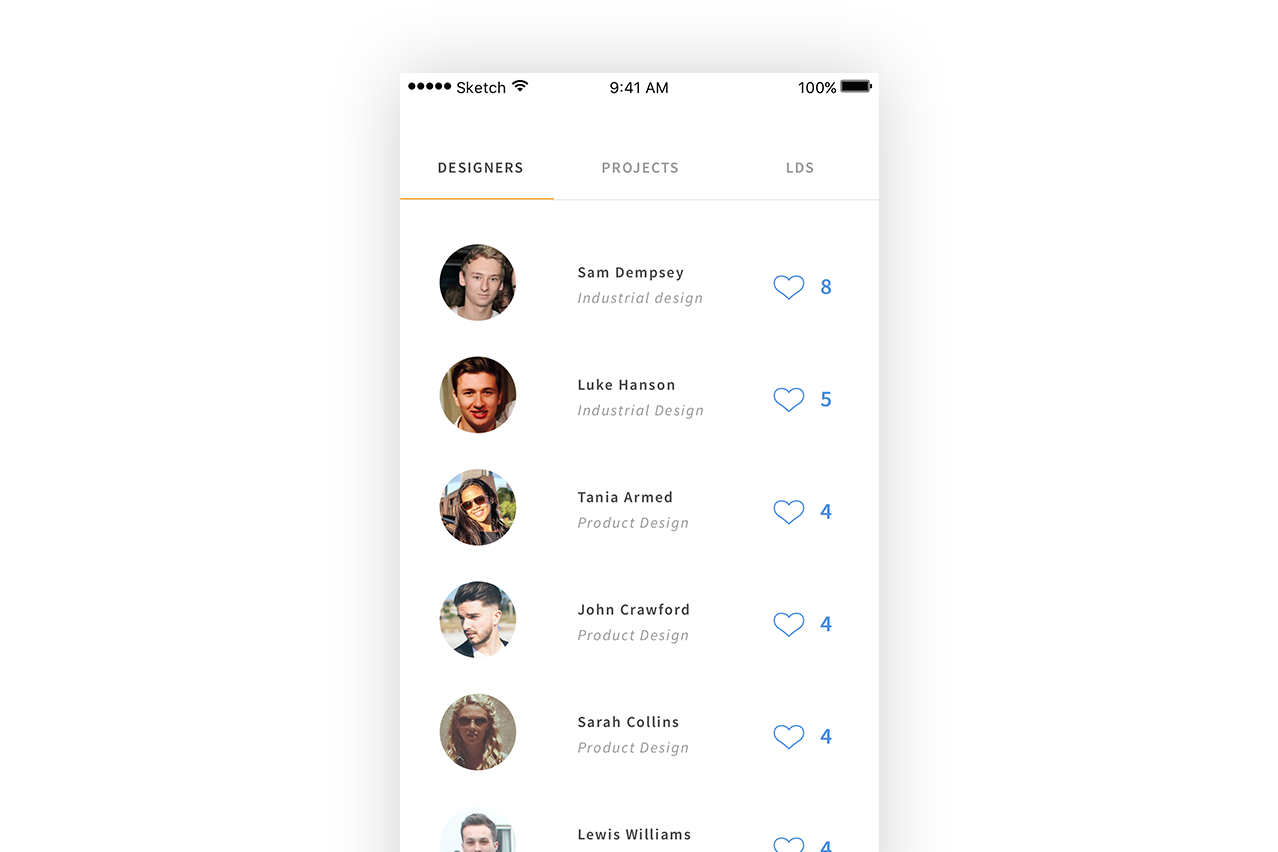 Sketch 9:41 AM 100%
DESIGNERS PROJECTS LDS
Sam Dempsey
Industrial design
8
Luke Hanson
Industrial Design
5
Tania Armed
Product Design
4
John Crawford
Product Design
4
Sarah Collins
Product Design
4
Lewis Williams
4